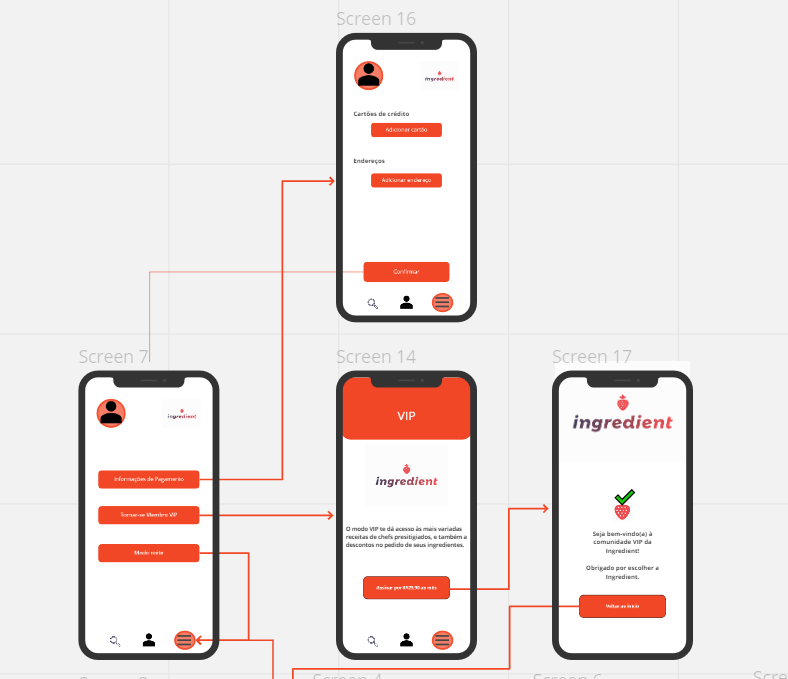 Screen 16
ingredient
Cartões de crédito
Adicionar cartão
Endereços
Adicionar endereço
Confirmar
Screen 7
Screen 14
Screen 17
ingredient
Informações de Pagamento
Tornar-se Membro VIP
VIP
ingredient
O modo VIP te dá acesso às mais variadas
receitas de chefs presitigiados, e também a
descontos no pedido de seus ingredientes.
Assinar por R$29,90 ao mês
ingredient
Seja bem-vindo(a) à
comunidade VIP da
Ingredient!
Obrigado por escolher a
Ingredient.
Voltar ao início
Screen 4
Screen 6